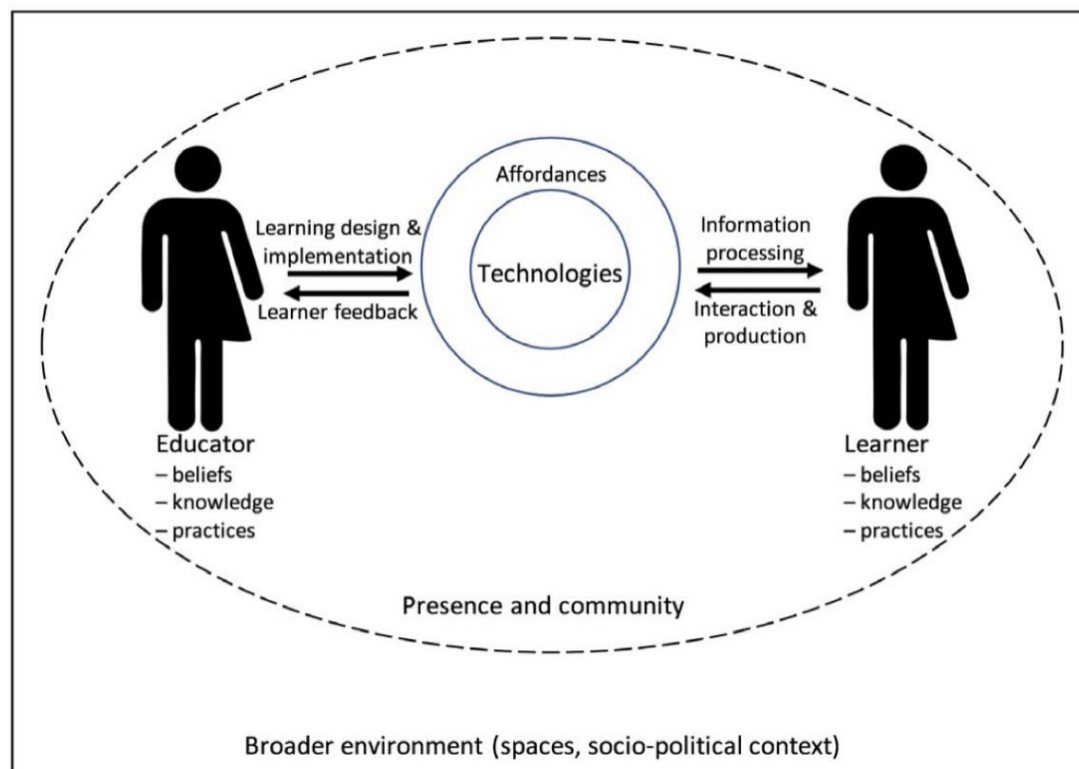 Affordances
Technologies
Learning design &
implementation
Learner feedback
Information
processing
Interaction &
production
Educator
– beliefs
– knowledge
– practices
Learner
– beliefs
– knowledge
– practices
Presence and community
Broader environment (spaces, socio-political context)